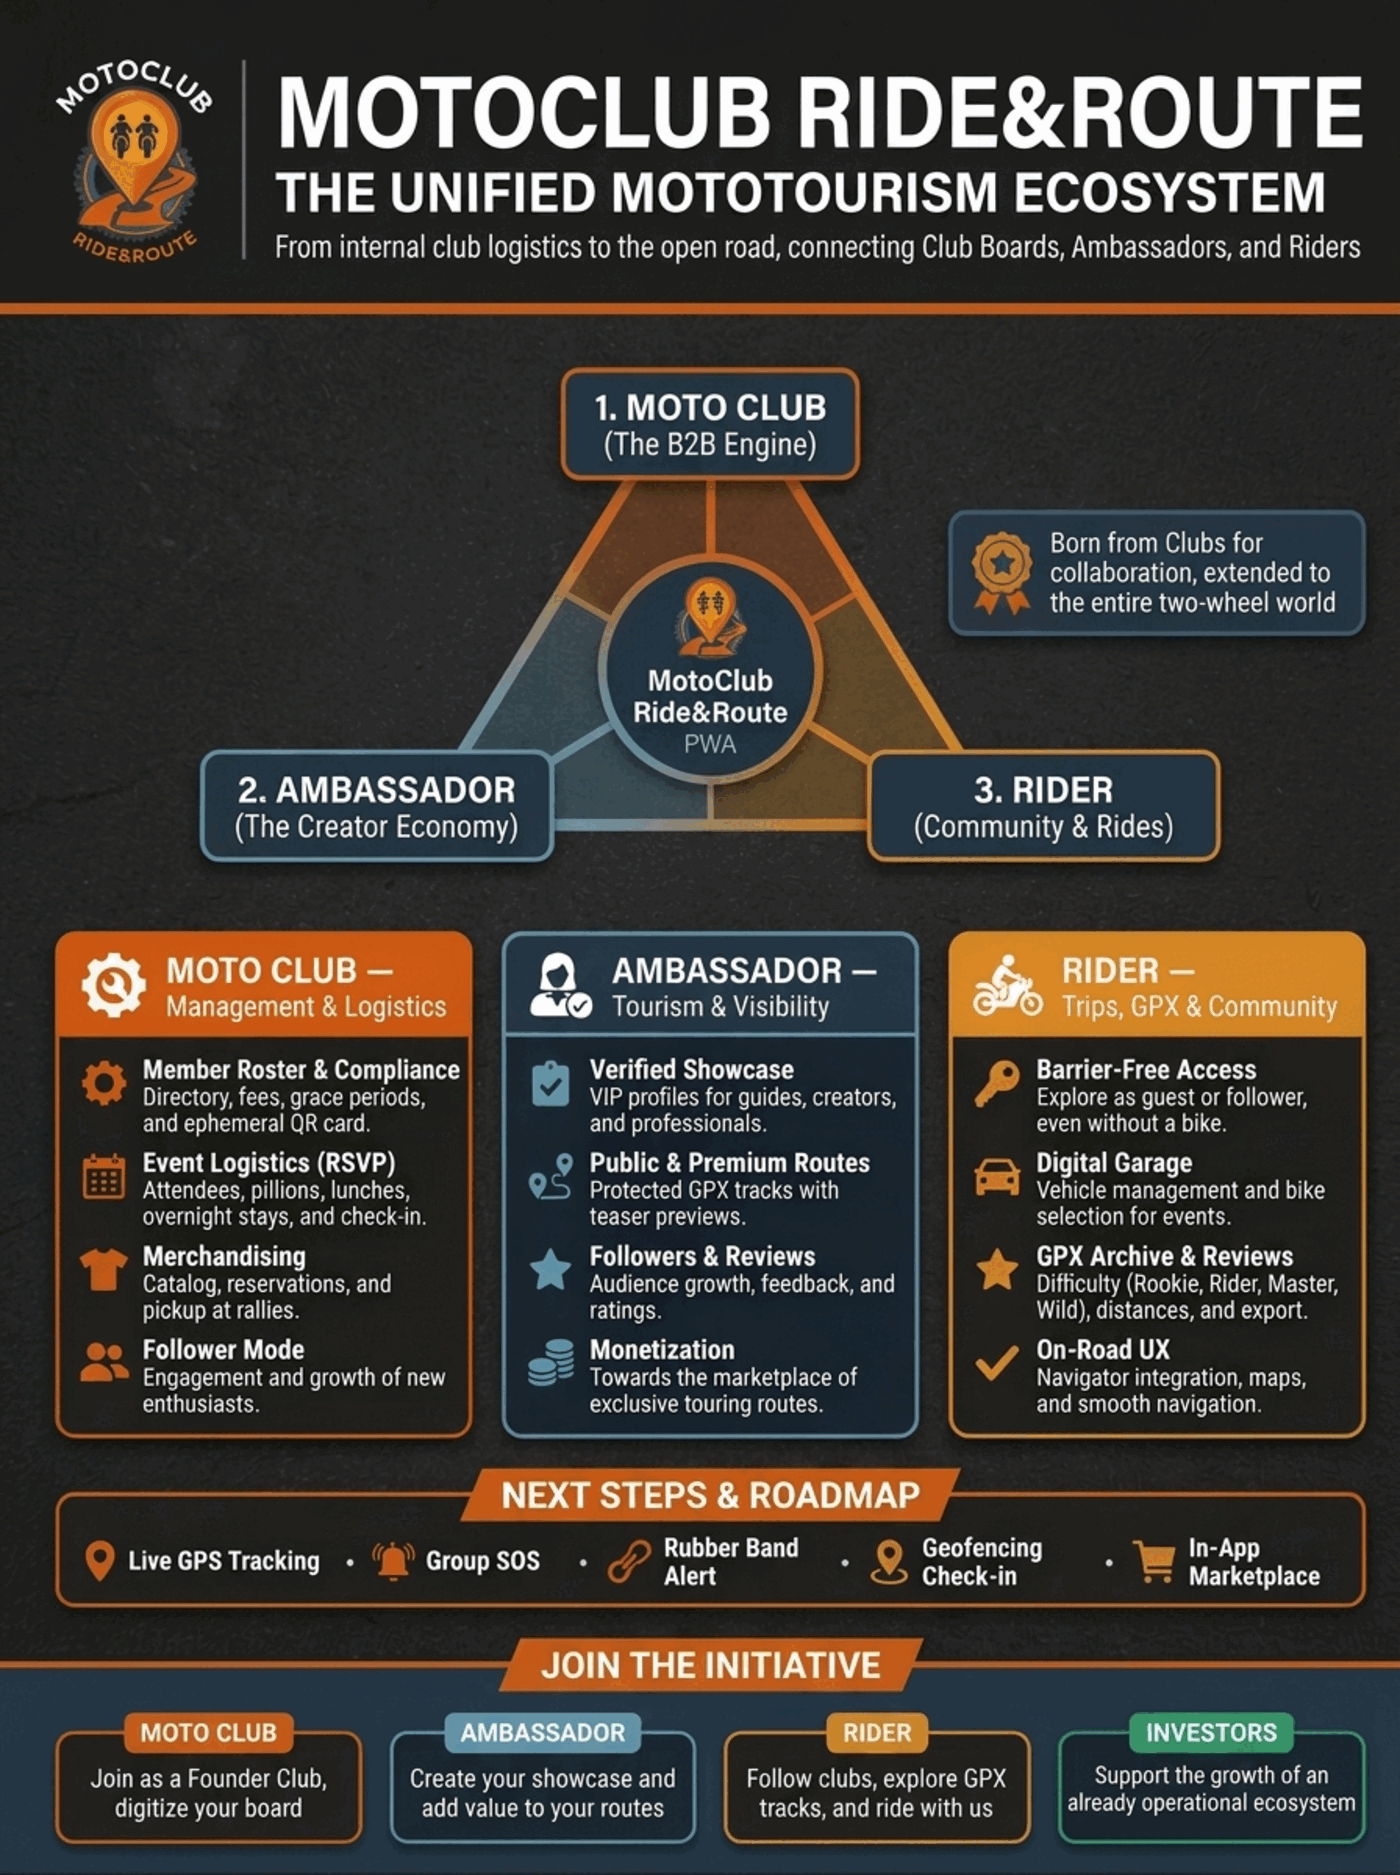 MOTOCLUB
RIDE&ROUTE
MOTOCLUB RIDE&ROUTE
THE UNIFIED MOTOTOURISM ECOSYSTEM
From internal club logistics to the open road, connecting Club Boards, Ambassadors, and Riders
1. MOTO CLUB
(The B2B Engine)
Born from Clubs for
collaboration, extended to
the entire two-wheel world
MotoClub
Ride&Route
PWA
2. AMBASSADOR
(The Creator Economy)
3. RIDER
(Community & Rides)
MOTO CLUB —
Management & Logistics
Member Roster & Compliance
Directory, fees, grace periods,
and ephemeral QR card.
Event Logistics (RSVP)
Attendees, pillions, lunches,
overnight stays, and check-in.
Merchandising
Catalog, reservations, and
pickup at rallies.
Follower Mode
Engagement and growth of new
enthusiasts.
AMBASSADOR —
Tourism & Visibility
Verified Showcase
VIP profiles for guides, creators,
and professionals.
Public & Premium Routes
Protected GPX tracks with
teaser previews.
Followers & Reviews
Audience growth, feedback, and
ratings.
Monetization
Towards the marketplace of
exclusive touring routes.
RIDER —
Trips, GPX & Community
Barrier-Free Access
Explore as guest or follower,
even without a bike.
Digital Garage
Vehicle management and bike
selection for events.
GPX Archive & Reviews
Difficulty (Rookie, Rider, Master,
Wild), distances, and export.
On-Road UX
Navigator integration, maps,
and smooth navigation.
NEXT STEPS & ROADMAP
Live GPS Tracking
•
Group SOS
•
Rubber Band
Alert
•
Geofencing
Check-in
•
In-App
Marketplace
JOIN THE INITIATIVE
MOTO CLUB
Join as a Founder Club,
digitize your board
AMBASSADOR
Create your showcase and
add value to your routes
RIDER
Follow clubs, explore GPX
tracks, and ride with us
INVESTORS
Support the growth of an
already operational ecosystem